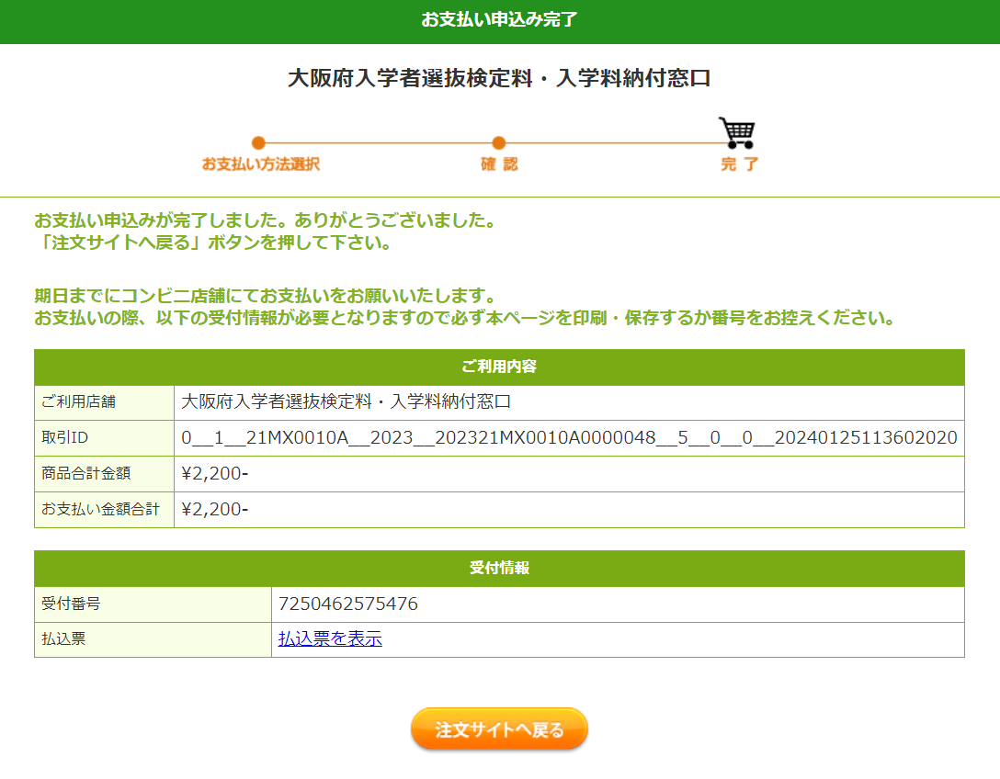 お支払い申込み完了
大阪府入学者選抜検定料・入学料納付窓口
お支払い方法選択 確 認 完 了
お支払い申込みが完了しました。ありがとうございました。
「注文サイトへ戻る」ボタンを押して下さい。
期日までにコンビニ店舗にてお支払いをお願いいたします。
お支払いの際、以下の受付情報が必要となりますので必ず本ページを印刷・保存するか番号をお控えください。
ご利用内容
ご利用店舗 大阪府入学者選抜検定料・入学料納付窓口
取引ID 0__1__21MX0010A__2023__202321MX0010A0000048__5__0__0__20240125113602020
商品合計金額 ¥2,200-
お支払い金額合計 ¥2,200-
受付情報
受付番号 7250462575476
払込票 払込票を表示
注文サイトへ戻る